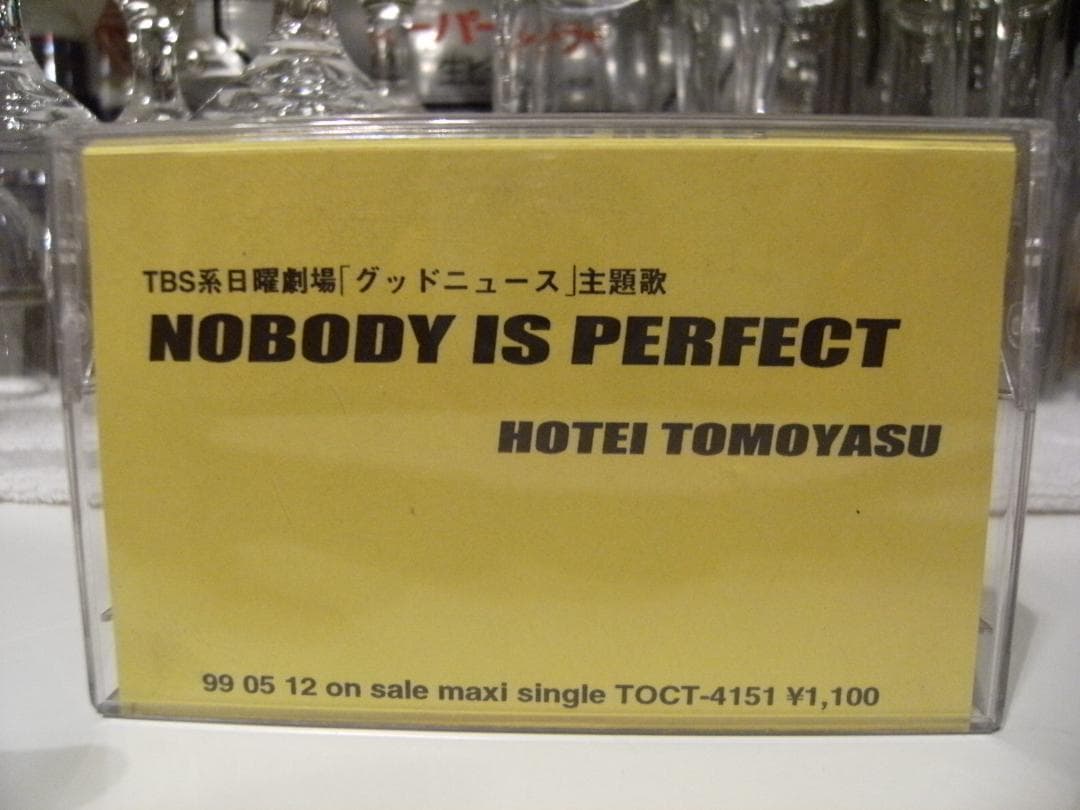 TBS系日曜劇場「グッドニュース」主題歌
NOBODY IS PERFECT
HOTEI TOMOYASU
99 05 12 on sale maxi single TOCT-4151 ¥1,100